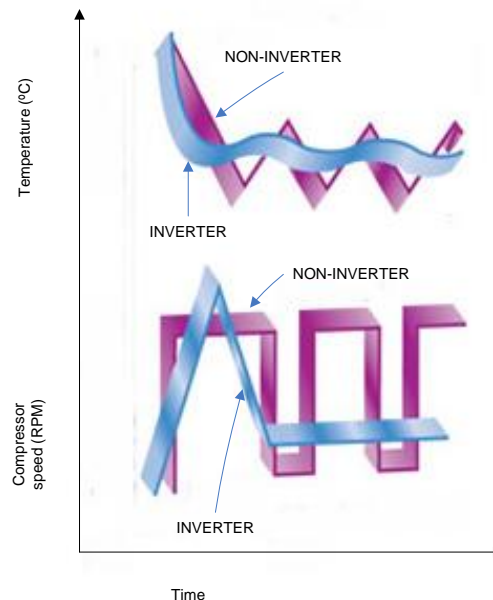 NON-INVERTER
Temperature (ºC)
INVERTER
NON-INVERTER
Compressor
speed (RPM)
INVERTER
Time